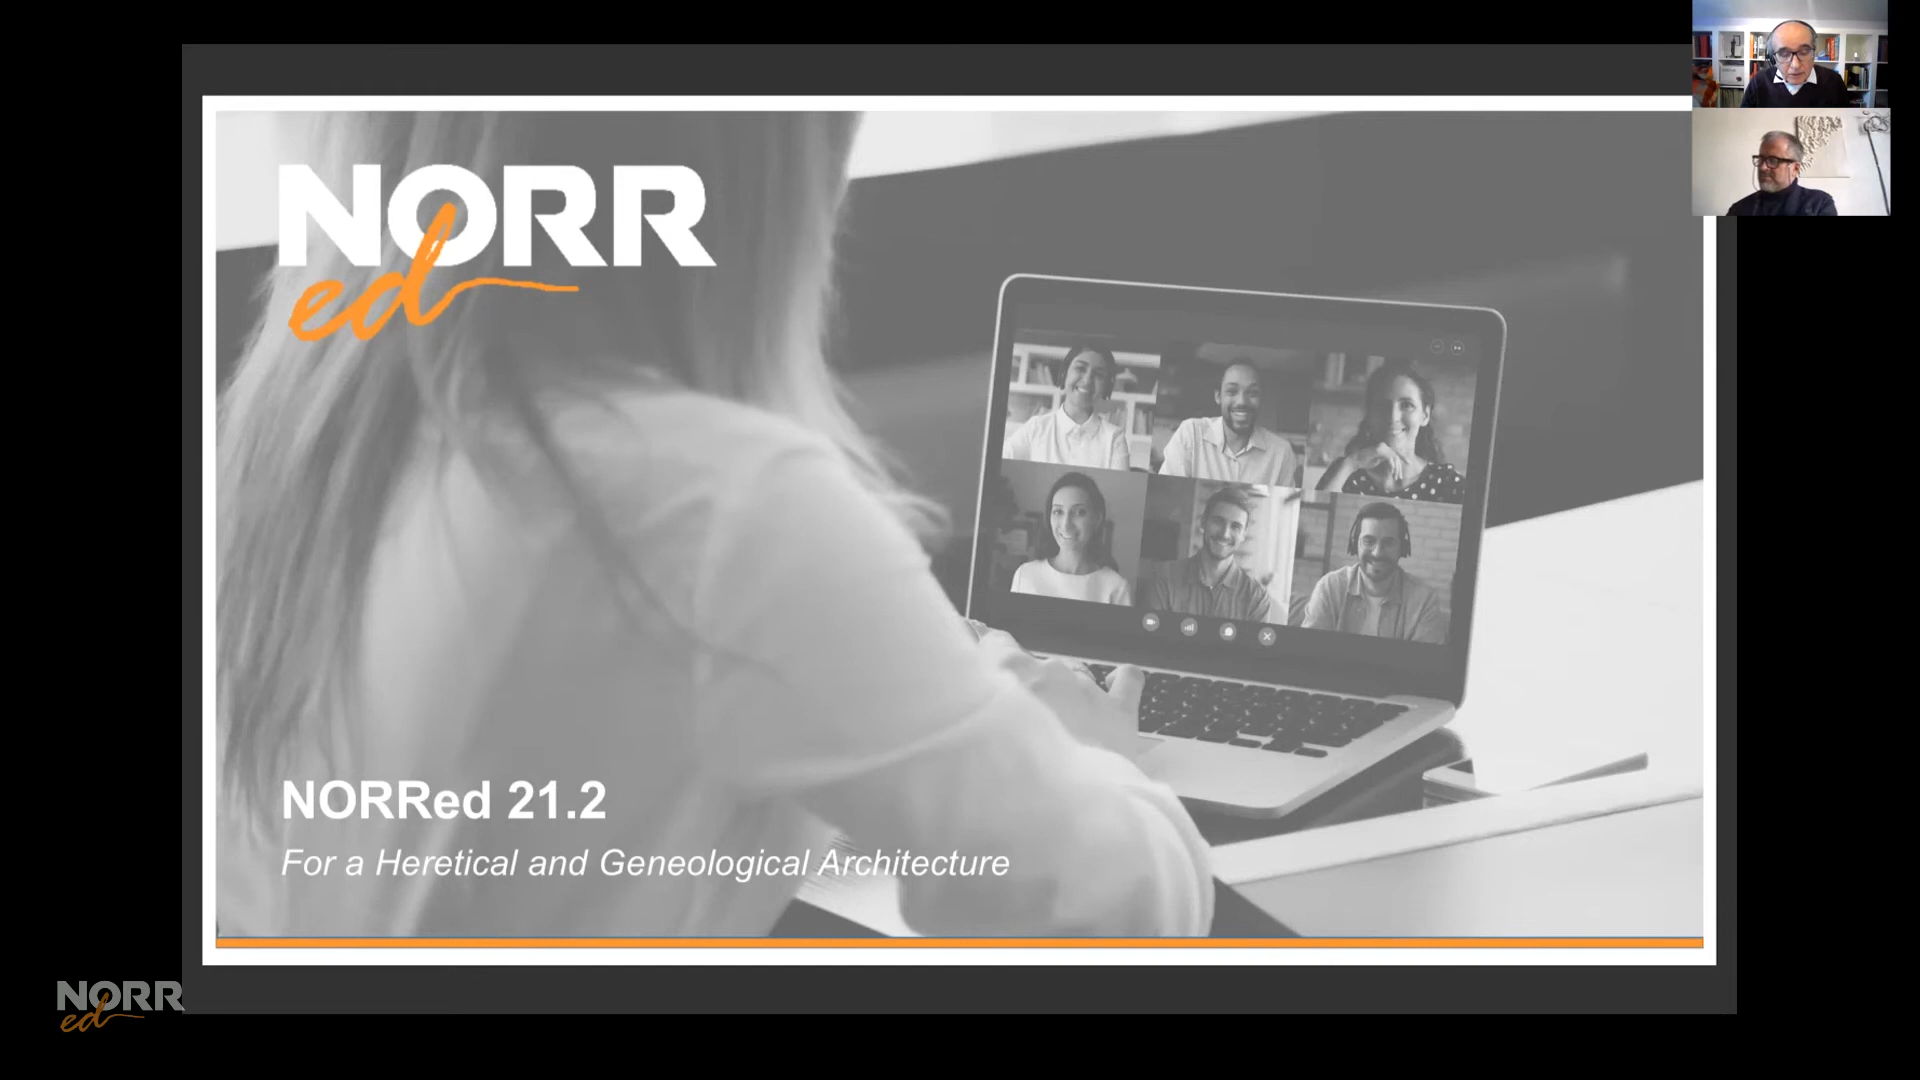 NORR
ed
NORRed 21.2
For a Heretical and Geneological Architecture
NORR
ed